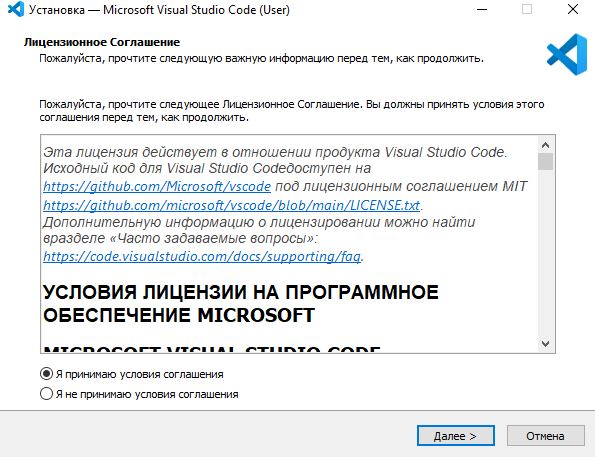 Установка — Microsoft Visual Studio Code (User)
Лицензионное Соглашение
Пожалуйста, прочтите следующую важную информацию перед тем, как продолжить.
Пожалуйста, прочтите следующее Лицензионное Соглашение. Вы должны принять условия этого
соглашения перед тем, как продолжить.
Эта лицензия действует в отношении продукта Visual Studio Code.
Исходный код для Visual Studio Codeдоступен на
https://github.com/Microsoft/vscode под лицензионным соглашением MIT
https://github.com/microsoft/vscode/blob/main/LICENSE.txt.
Дополнительную информацию о лицензировании можно найти
вразделе «Часто задаваемые вопросы»:
https://code.visualstudio.com/docs/supporting/faq.
УСЛОВИЯ ЛИЦЕНЗИИ НА ПРОГРАММНОЕ
ОБЕСПЕЧЕНИЕ MICROSOFT
MICROSOFT VISUAL STUDIO CODE
Я принимаю условия соглашения
Я не принимаю условия соглашения
Далее >
Отмена